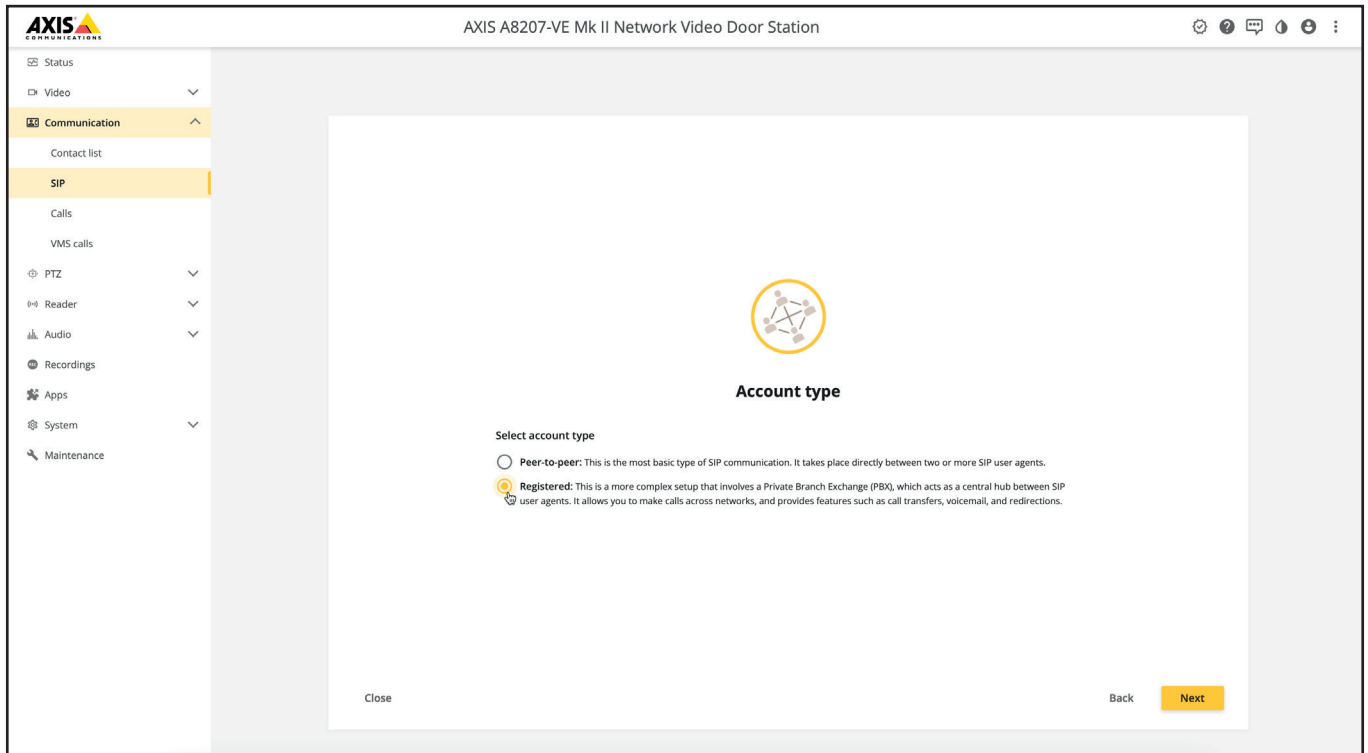 AXIS
COMMUNICATIONS
AXIS A8207-VE Mk II Network Video Door Station
Status
Video
Communication
Contact list
SIP
Calls
VMS calls
PTZ
Reader
Audio
Recordings
Apps
System
Maintenance
Account type
Select account type
Peer-to-peer: This is the most basic type of SIP communication. It takes place directly between two or more SIP user agents.
Registered: This is a more complex setup that involves a Private Branch Exchange (PBX), which acts as a central hub between SIP
user agents. It allows you to make calls across networks, and provides features such as call transfers, voicemail, and redirections.
Close
Back
Next